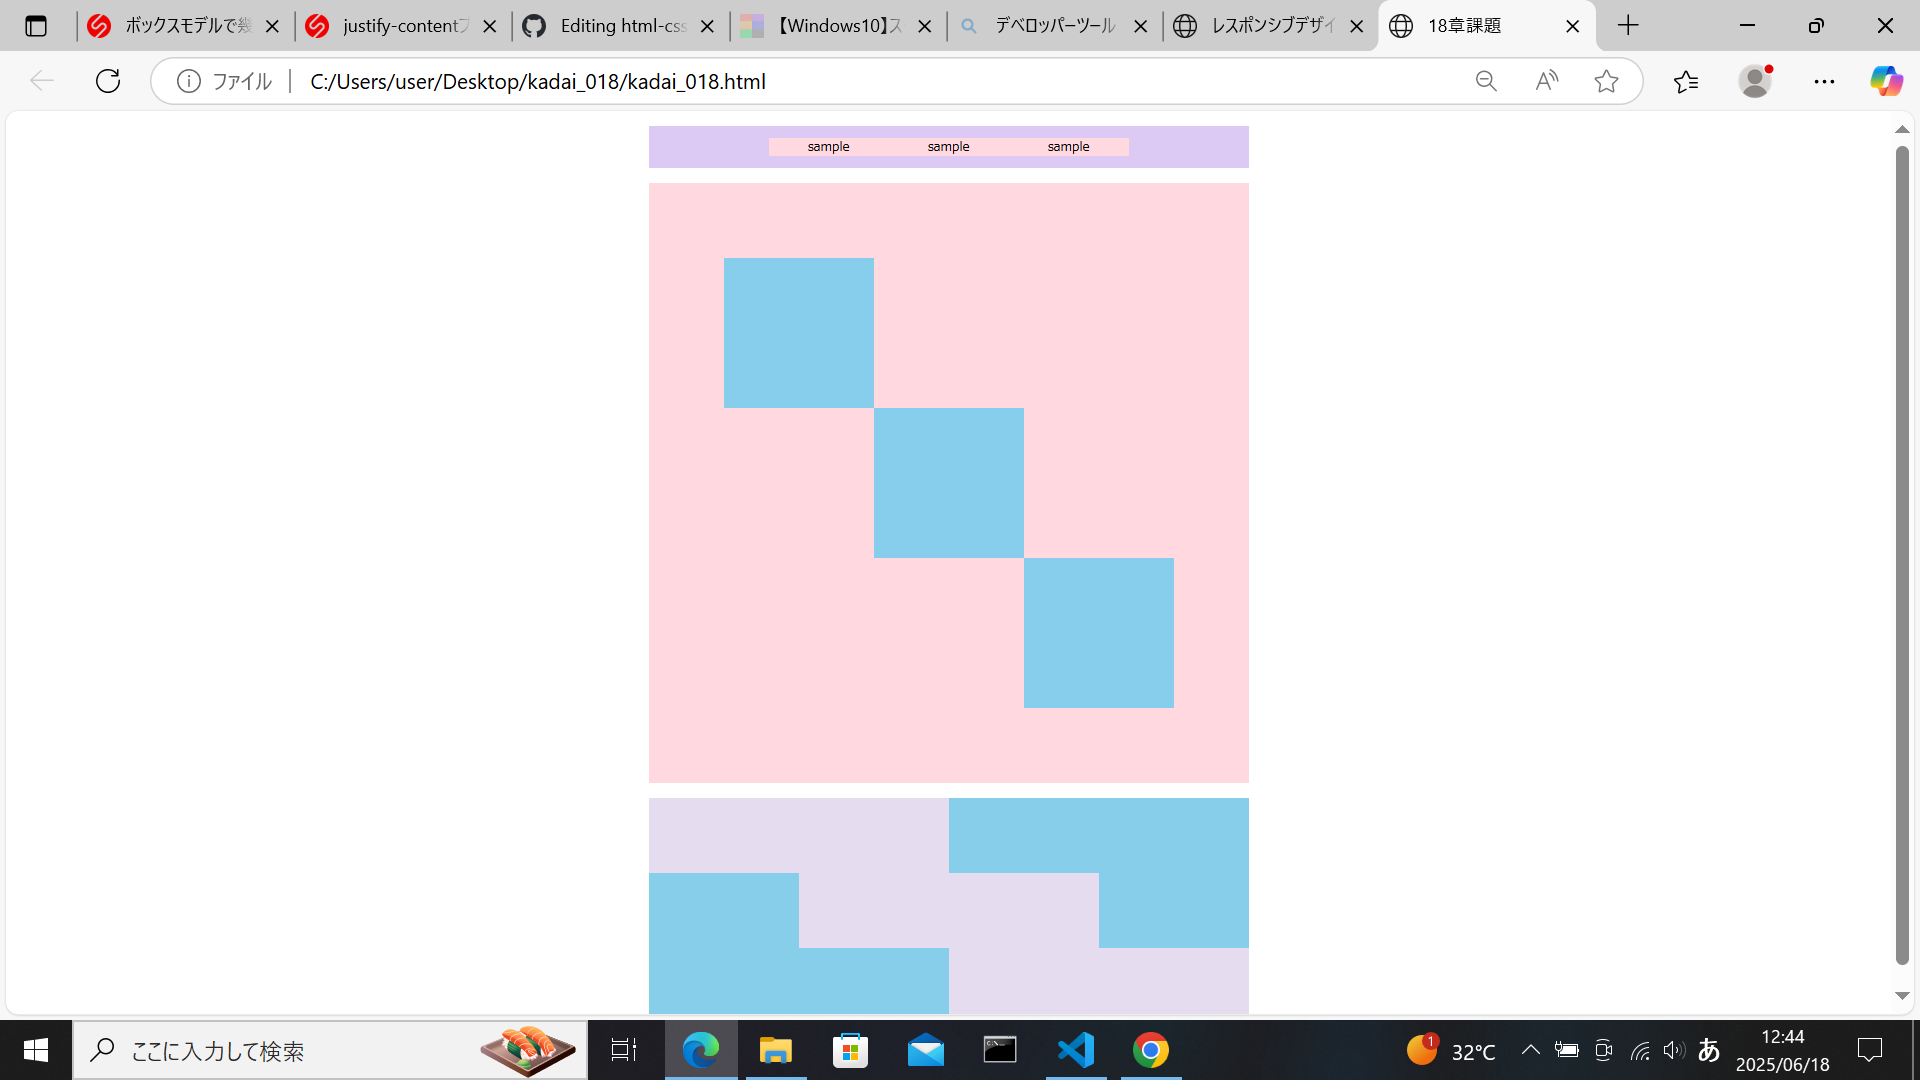 ボックスモデルで幾
justify-contentプ
Editing html-css
【Windows10】ス
デベロッパーツール
レスポンシブデザイ
18章課題
ファイル
C:/Users/user/Desktop/kadai_018/kadai_018.html
sample sample sample
ここに入力して検索
1
32°C
あ
12:44
2025/06/18